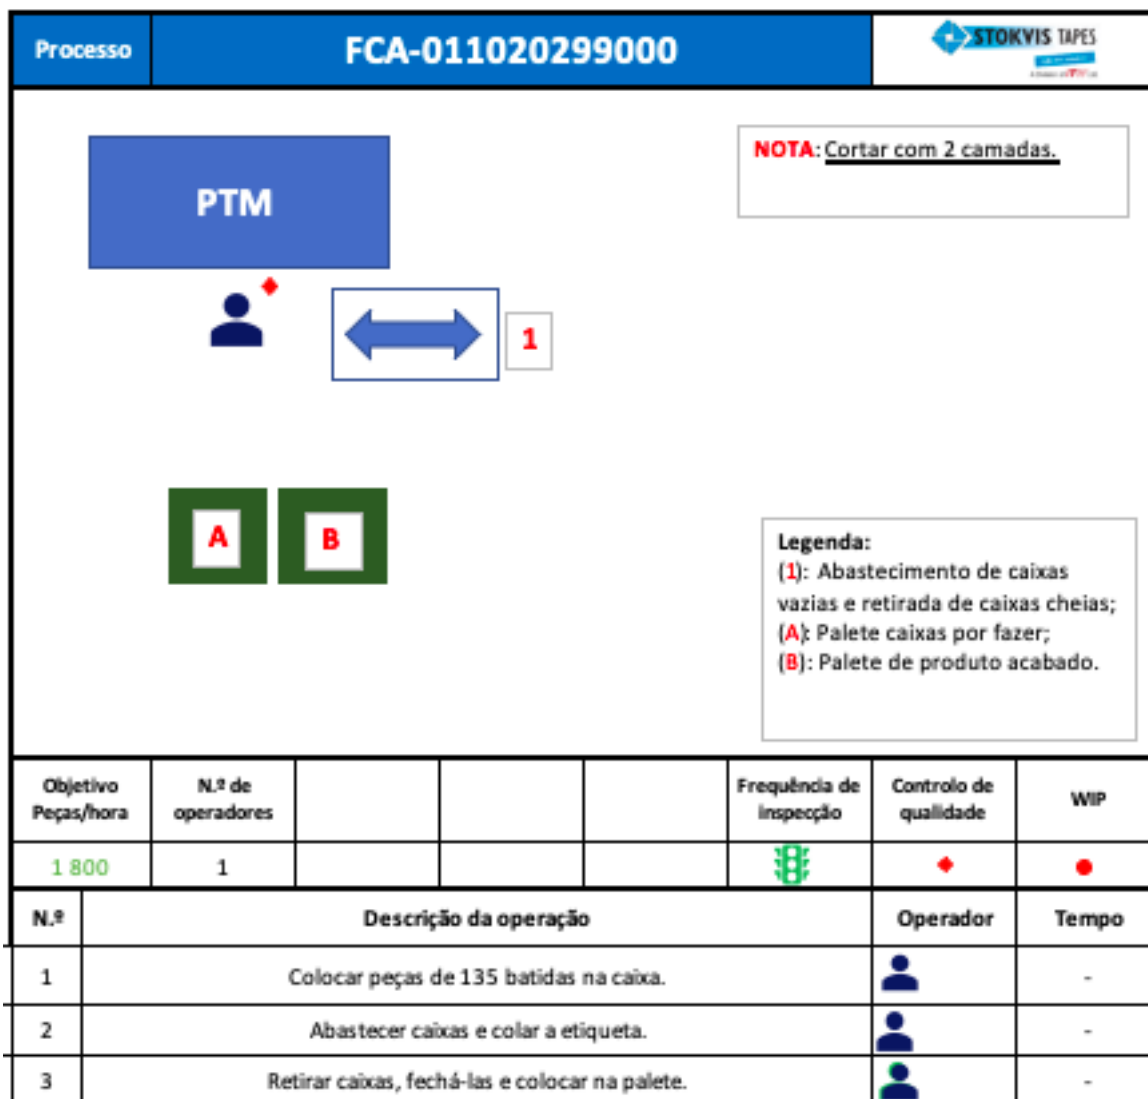 Processo
FCA-011020299000
STOKVIS TAPES
PTM
NOTA: Cortar com 2 camadas.
1
A
B
Legenda:
(1): Abastecimento de caixas
vazias e retirada de caixas cheias;
(A): Palete caixas por fazer;
(B): Palete de produto acabado.
Objetivo
Peças/hora
N.º de
operadores
Frequência de
inspecção
Controlo de
qualidade
WIP
1 800
1
N.º
Descrição da operação
Operador
Tempo
1
Colocar peças de 135 batidas na caixa.
-
2
Abastecer caixas e colar a etiqueta.
-
3
Retirar caixas, fechá-las e colocar na palete.
-